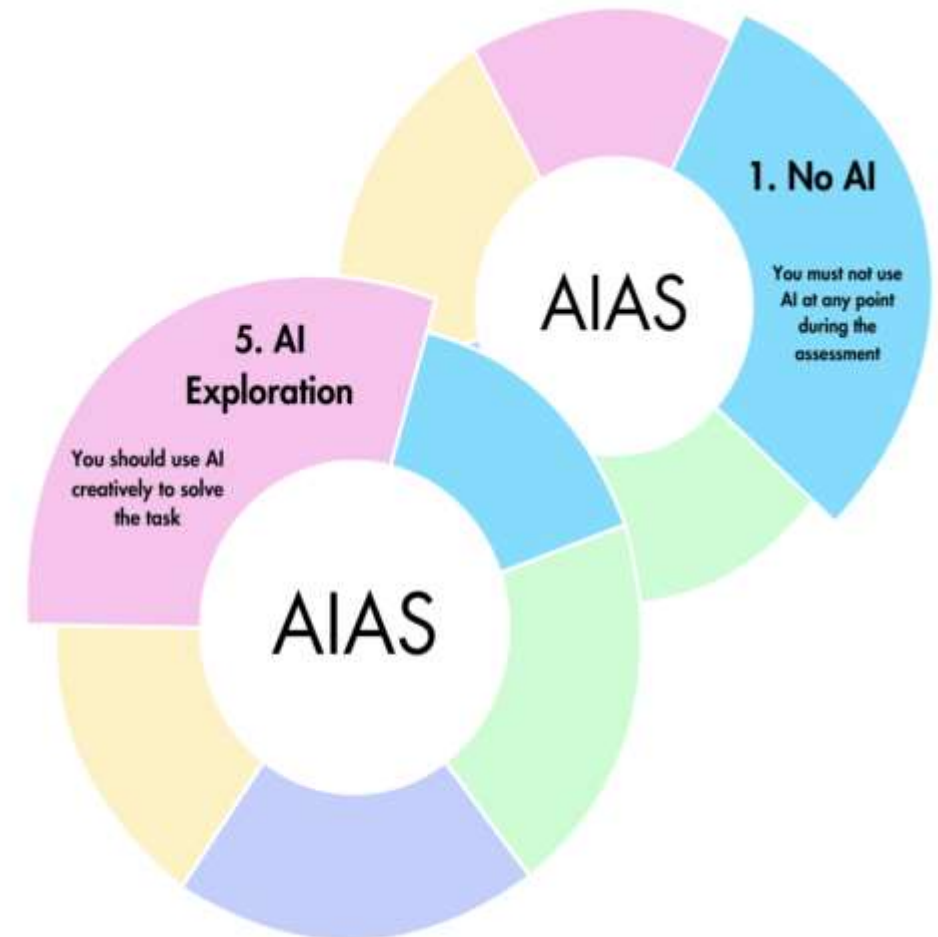 1. No AI
You must not use
AI at any point
during the
assessment
AIAS
5. AI
Exploration
You should use AI
creatively to solve
the task
AIAS